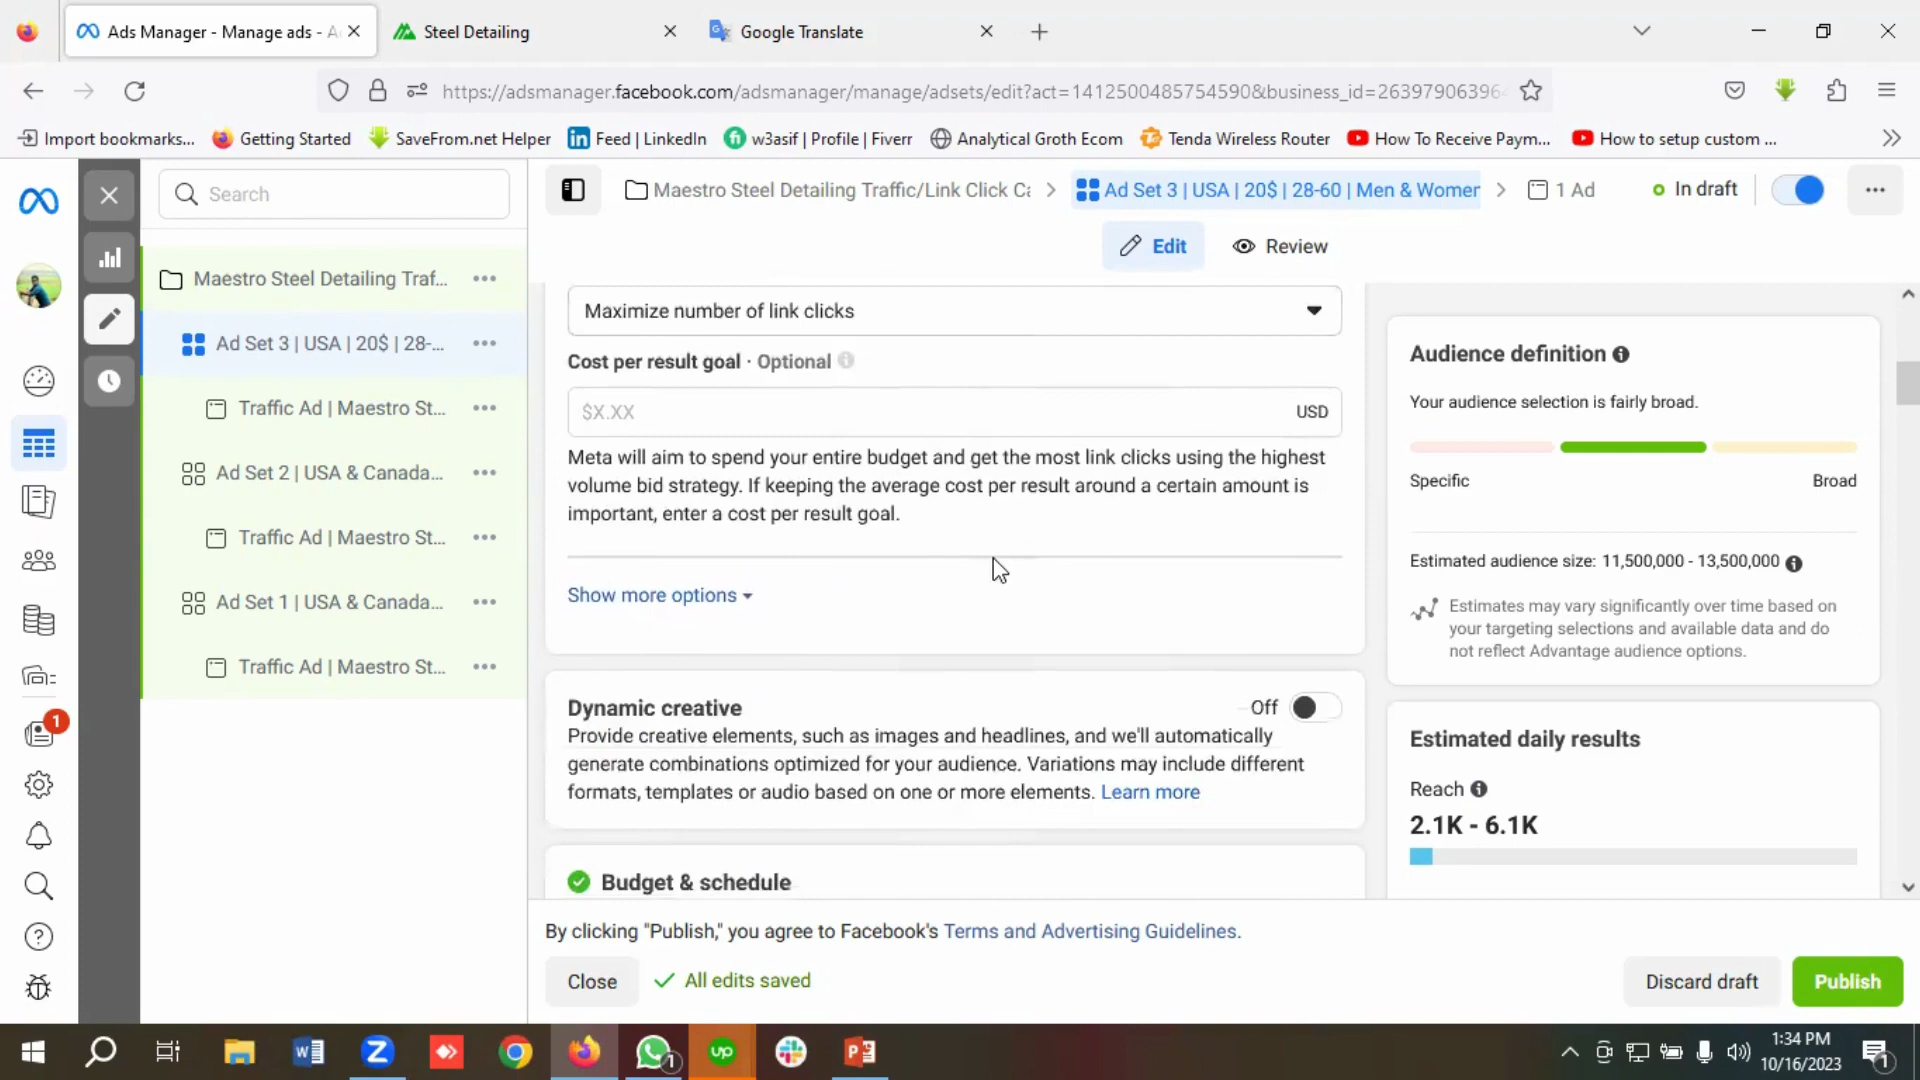 Ads Manager - Manage ads - A
Steel Detailing
Google Translate
https://adsmanager.facebook.com/adsmanager/manage/adsets/edit?act=1412500485754590&business_id=26397906396
Import bookmarks...
Getting Started
SaveFrom.net Helper
Feed | LinkedIn
w3asif | Profile | Fiverr
Analytical Groth Ecom
Tenda Wireless Router
How To Receive Paym...
How to setup custom ...
Search
Maestro Steel Detailing Traffic/Link Click Ca
Ad Set 3 | USA | 20$ | 28-60 | Men & Women
1 Ad
In draft
Edit
Review
Maestro Steel Detailing Traf...
Ad Set 3 | USA | 20$ | 28-...
Traffic Ad | Maestro St...
Ad Set 2 | USA & Canada...
Traffic Ad | Maestro St...
Ad Set 1 | USA & Canada...
Traffic Ad | Maestro St...
1
Maximize number of link clicks
Cost per result goal · Optional
$X.XX
USD
Meta will aim to spend your entire budget and get the most link clicks using the highest
volume bid strategy. If keeping the average cost per result around a certain amount is
important, enter a cost per result goal.
Show more options
Dynamic creative
Off
Provide creative elements, such as images and headlines, and we'll automatically
generate combinations optimized for your audience. Variations may include different
formats, templates or audio based on one or more elements. Learn more
Budget & schedule
Audience definition
Your audience selection is fairly broad.
Specific
Broad
Estimated audience size: 11,500,000 - 13,500,000
Estimates may vary significantly over time based on
your targeting selections and available data and do
not reflect Advantage audience options.
Estimated daily results
Reach
2.1K - 6.1K
By clicking "Publish," you agree to Facebook's Terms and Advertising Guidelines.
Close
All edits saved
Discard draft
Publish
1:34 PM
10/16/2023
1